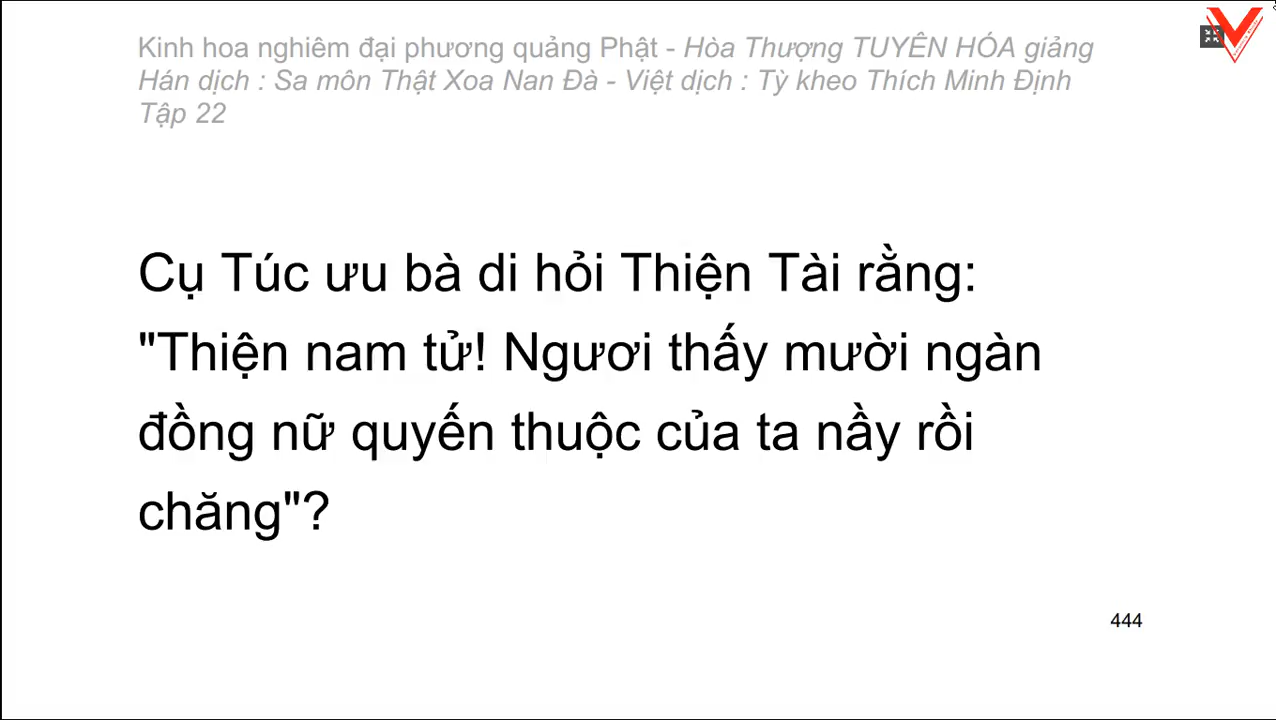 Kinh hoa nghiêm đại phương quảng Phật - Hòa Thượng TUYÊN HÓA giảng
Hán dịch : Sa môn Thật Xoa Nan Đà - Việt dịch : Tỳ kheo Thích Minh Định
Tập 22
Cụ Túc ưu bà di hỏi Thiện Tài rằng:
"Thiện nam tử! Ngươi thấy mười ngàn
đồng nữ quyến thuộc của ta nầy rồi
chăng"?
444